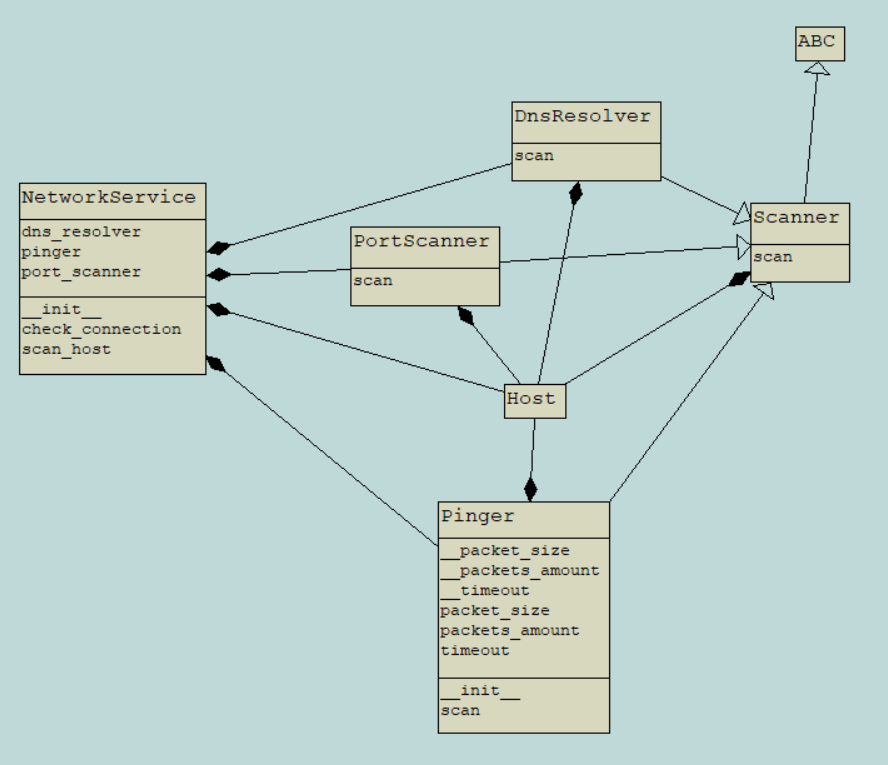 ABC
DnsResolver
scan
NetworkService
dns_resolver
pinger
port_scanner
__init__
check_connection
scan_host
PortScanner
scan
Scanner
scan
Host
Pinger
__packet_size
__packets_amount
__timeout
packet_size
packets_amount
timeout
__init__
scan